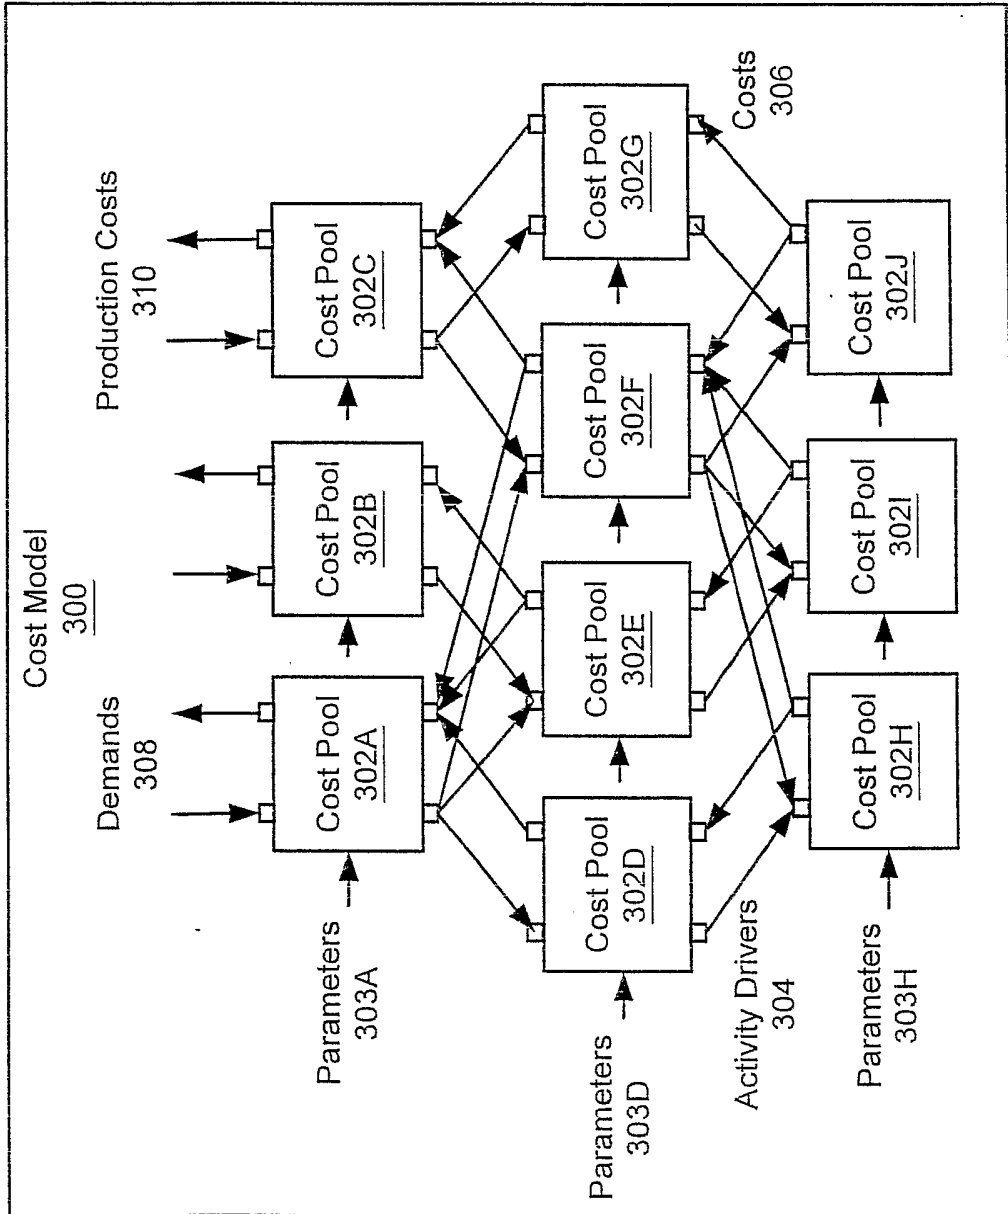 Cost Model
300
Demands
308
Production Costs
310
Parameters
303A
Cost Pool
302A
Cost Pool
302B
Cost Pool
302C
Parameters
303D
Cost Pool
302D
Cost Pool
302E
Cost Pool
302F
Cost Pool
302G
Activity Drivers
304
Costs
306
Parameters
303H
Cost Pool
302H
Cost Pool
302I
Cost Pool
302J